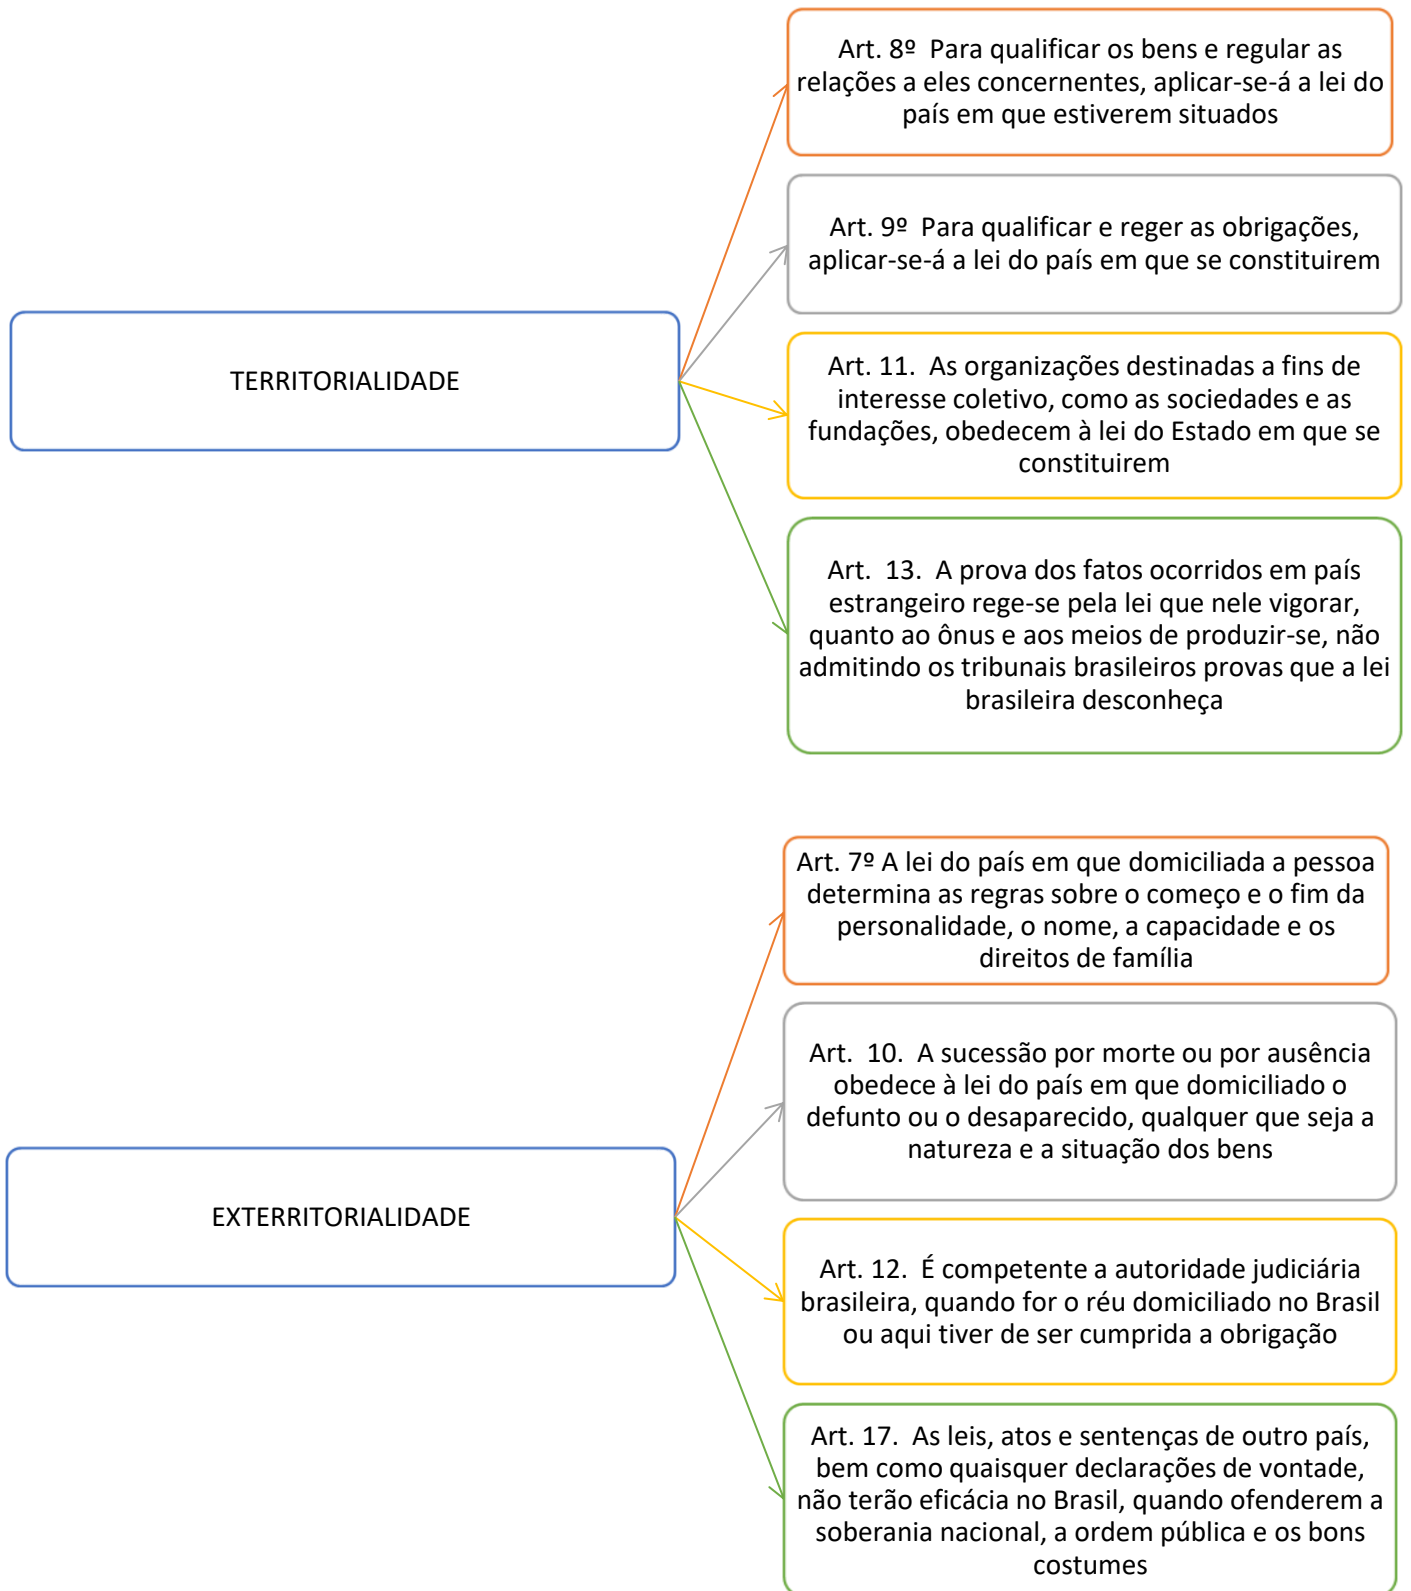 TERRITORIALIDADE
Art. 8º  Para qualificar os bens e regular as
relações a eles concernentes, aplicar-se-á a lei do
país em que estiverem situados
Art. 9º  Para qualificar e reger as obrigações,
aplicar-se-á a lei do país em que se constituirem
Art. 11.  As organizações destinadas a fins de
interesse coletivo, como as sociedades e as
fundações, obedecem à lei do Estado em que se
constituirem
Art.  13.  A prova dos fatos ocorridos em país
estrangeiro rege-se pela lei que nele vigorar,
quanto ao ônus e aos meios de produzir-se, não
admitindo os tribunais brasileiros provas que a lei
brasileira desconheça
EXTERRITORIALIDADE
Art. 7º A lei do país em que domiciliada a pessoa
determina as regras sobre o começo e o fim da
personalidade, o nome, a capacidade e os
direitos de família
Art.  10.  A sucessão por morte ou por ausência
obedece à lei do país em que domiciliado o
defunto ou o desaparecido, qualquer que seja a
natureza e a situação dos bens
Art. 12.  É competente a autoridade judiciária
brasileira, quando for o réu domiciliado no Brasil
ou aqui tiver de ser cumprida a obrigação
Art. 17.  As leis, atos e sentenças de outro país,
bem como quaisquer declarações de vontade,
não terão eficácia no Brasil, quando ofenderem a
soberania nacional, a ordem pública e os bons
costumes